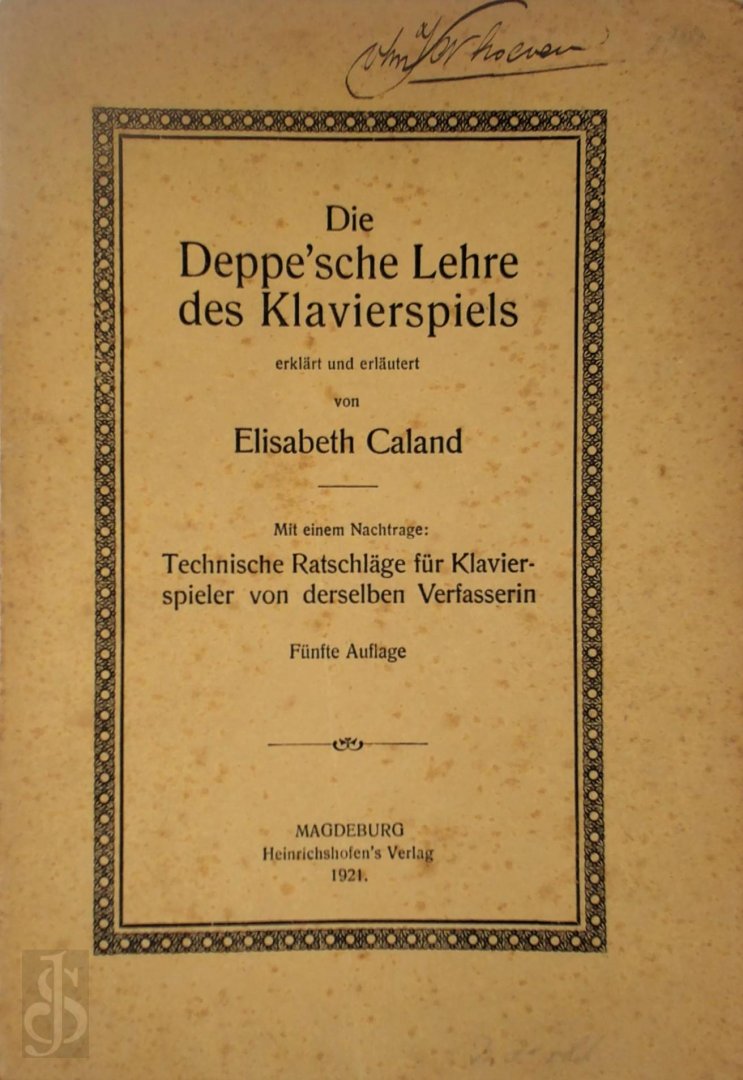 Die
Deppe'sche Lehre
des Klavierspiels
erklärt und erläutert
von
Elisabeth Caland
Mit einem Nachtrage:
Technische Ratschläge für Klavier-
spieler von derselben Verfasserin
Fünfte Auflage
MAGDEBURG
Heinrichshofen's Verlag
1921.